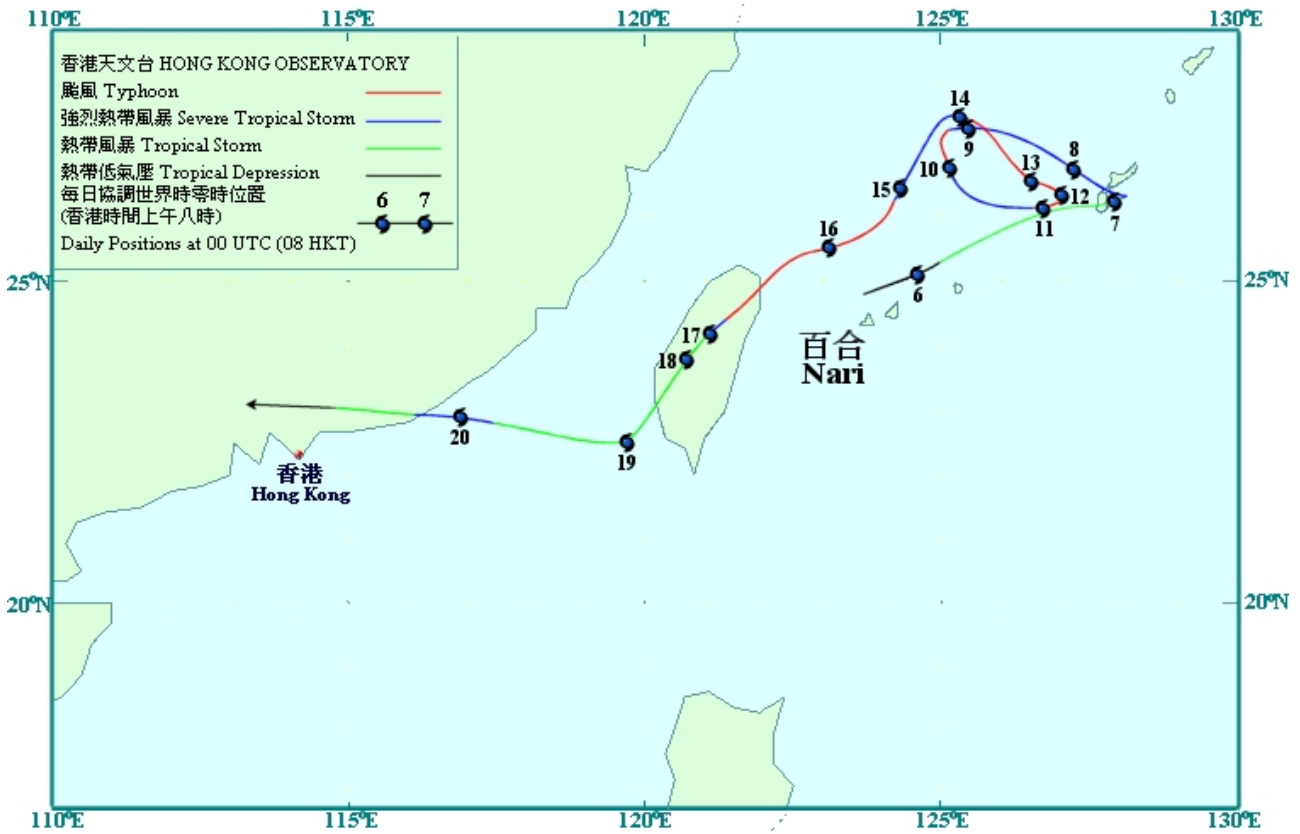 110°E 115°E 120°E 125°E 130°E
香港天文台 HONG KONG OBSERVATORY
颱風 Typhoon
強烈熱帶風暴 Severe Tropical Storm
熱帶風暴 Tropical Storm
熱帶低氣壓 Tropical Depression
每日協調世界時零時位置
(香港時間上午八時)
6 7
Daily Positions at 00 UTC (08 HKT)
14
9
8
13
10
12
7
15
11
16
25°N 25°N
6
17
18
百合
Nari
20
19
香港
Hong Kong
20°N 20°N
110°E 115°E 120°E 125°E 130°E